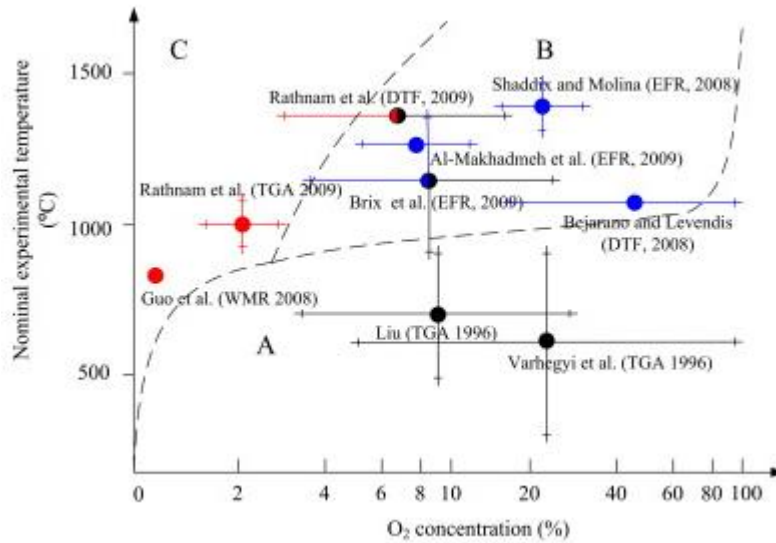 C
B
1500
Shaddix and Molina (EFR, 2008)
Rathnam et al. (DTF, 2009)
Al-Makhadmeh et al. (EFR, 2009)
Rathnam et al. (TGA 2009)
Brix et al. (EFR, 2009)
1000
Bejarano and Levendis
(DTF, 2008)
Guo et al. (WMR 2008)
A
Liu (TGA 1996)
Varhegyi et al. (TGA 1996)
500
Nominal experimental temperature
(℃)
0 2 4 6 8 10 20 40 60 80 100
O₂ concentration (%)